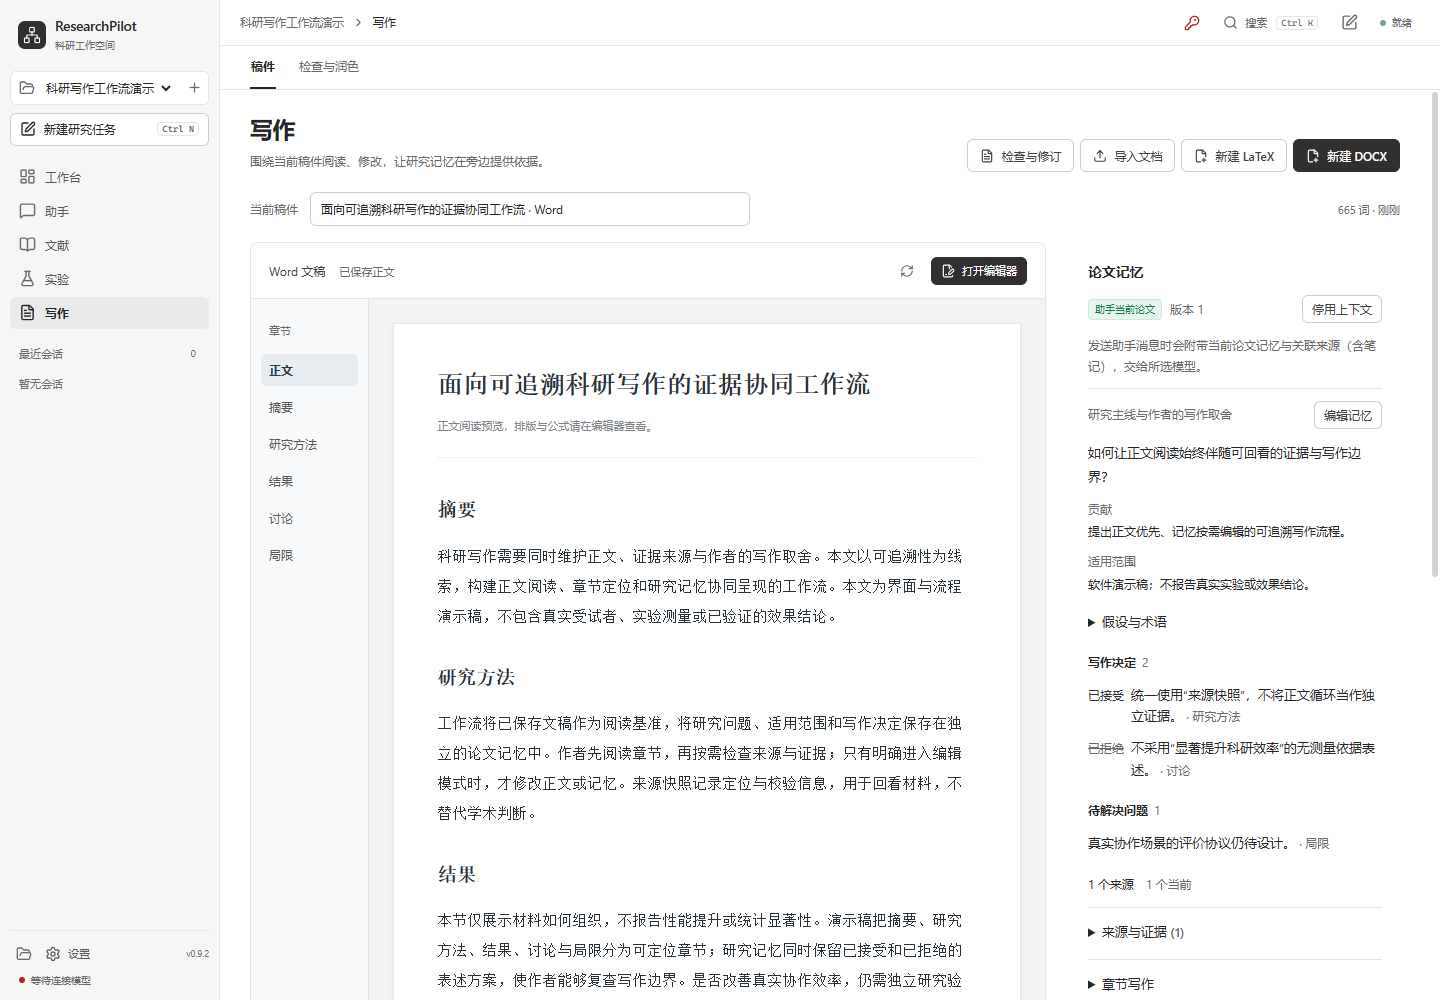 ResearchPilot
科研工作空间
科研写作工作流演示
新建研究任务 Ctrl N
工作台
助手
文献
实验
写作
最近会话 0
暂无会话
设置 v0.9.2
等待连接模型
科研写作工作流演示 > 写作
搜索 Ctrl K
就绪
稿件 检查与润色
写作
围绕当前稿件阅读、修改，让研究记忆在旁边提供依据。
检查与修订 导入文档 新建 LaTeX 新建 DOCX
当前稿件 面向可追溯科研写作的证据协同工作流 · Word
665 词 · 刚刚
Word 文稿 已保存正文
打开编辑器
章节
正文
摘要
研究方法
结果
讨论
局限
面向可追溯科研写作的证据协同工作流
正文阅读预览，排版与公式请在编辑器查看。
摘要
科研写作需要同时维护正文、证据来源与作者的写作取舍。本文以可追溯性为线
索，构建正文阅读、章节定位和研究记忆协同呈现的工作流。本文为界面与流程
演示稿，不包含真实受试者、实验测量或已验证的效果结论。
研究方法
工作流将已保存文稿作为阅读基准，将研究问题、适用范围和写作决定保存在独
立的论文记忆中。作者先阅读章节，再按需检查来源与证据；只有明确进入编辑
模式时，才修改正文或记忆。来源快照记录定位与校验信息，用于回看材料，不
替代学术判断。
结果
本节仅展示材料如何组织，不报告性能提升或统计显著性。演示稿把摘要、研究
方法、结果、讨论与局限分为可定位章节；研究记忆同时保留已接受和已拒绝的
表述方案，使作者能够复查写作边界。是否改善真实协作效率，仍需独立研究验
论文记忆
助手当前论文 版本 1
停用上下文
发送助手消息时会附带当前论文记忆与关联来源（含笔
记），交给所选模型。
研究主线与作者的写作取舍
编辑记忆
如何让正文阅读始终伴随可回看的证据与写作边
界？
贡献
提出正文优先、记忆按需编辑的可追溯写作流程。
适用范围
软件演示稿；不报告真实实验或效果结论。
假设与术语
写作决定 2
已接受 统一使用“来源快照”，不将正文循环当作独
立证据。 · 研究方法
已拒绝 不采用“显著提升科研效率”的无测量依据表
述。 · 讨论
待解决问题 1
真实协作场景的评价协议仍待设计。 · 局限
1 个来源 1 个当前
来源与证据 (1)
章节写作